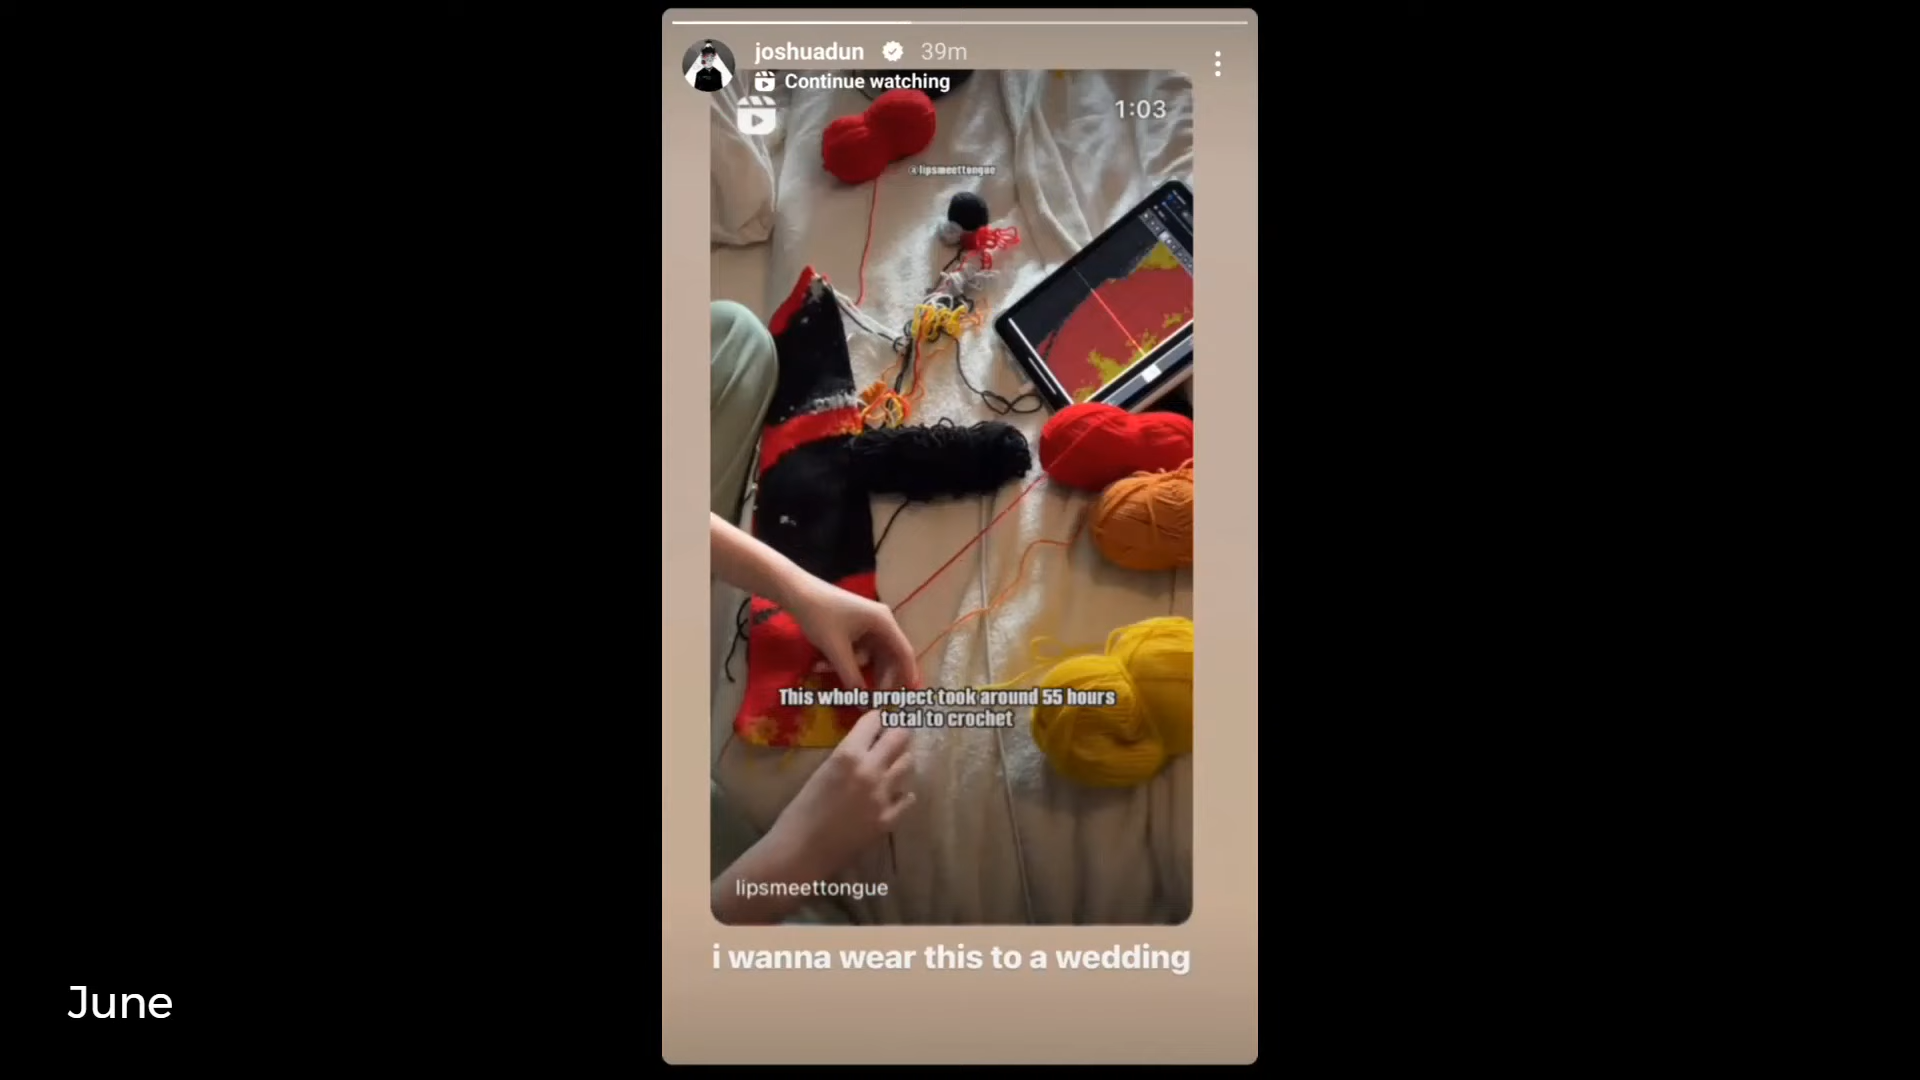 joshuadun 39m
Continue watching
1:03
@lipsmeettongue
This whole project took around 55 hours
total to crochet
lipsmeettongue
i wanna wear this to a wedding
June